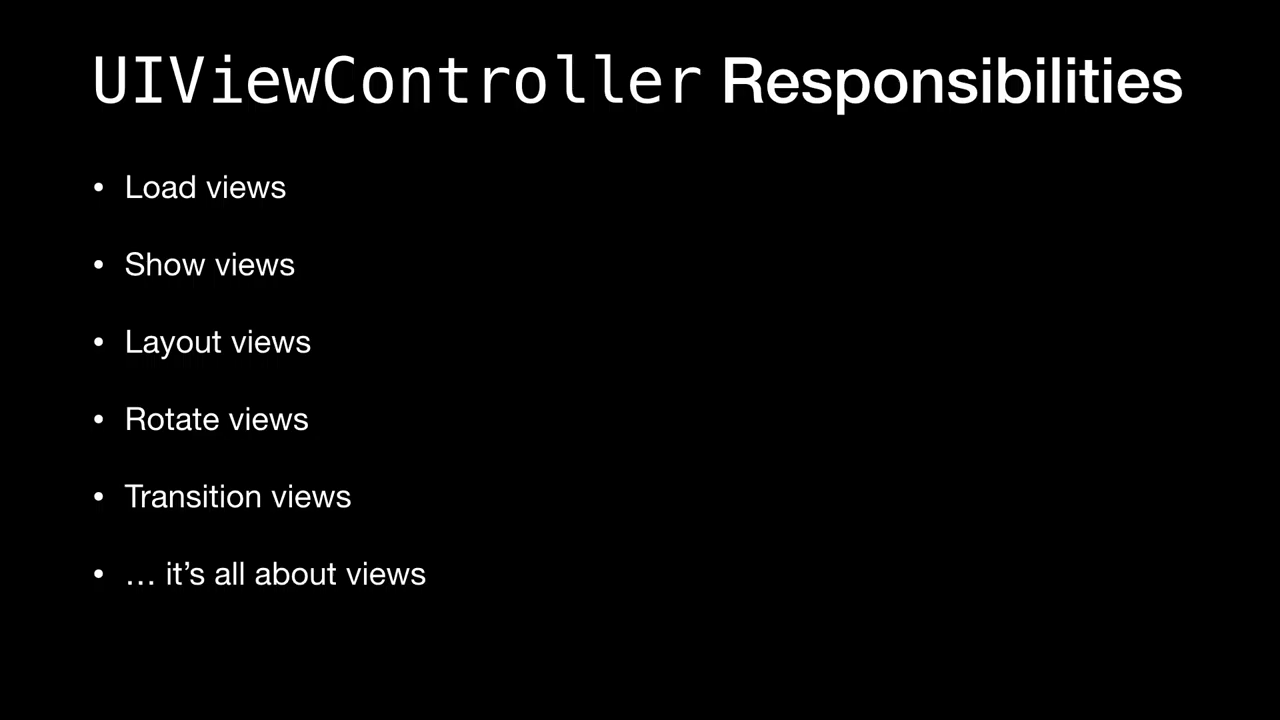 UIViewController Responsibilities
• Load views
• Show views
• Layout views
• Rotate views
• Transition views
• … it’s all about views